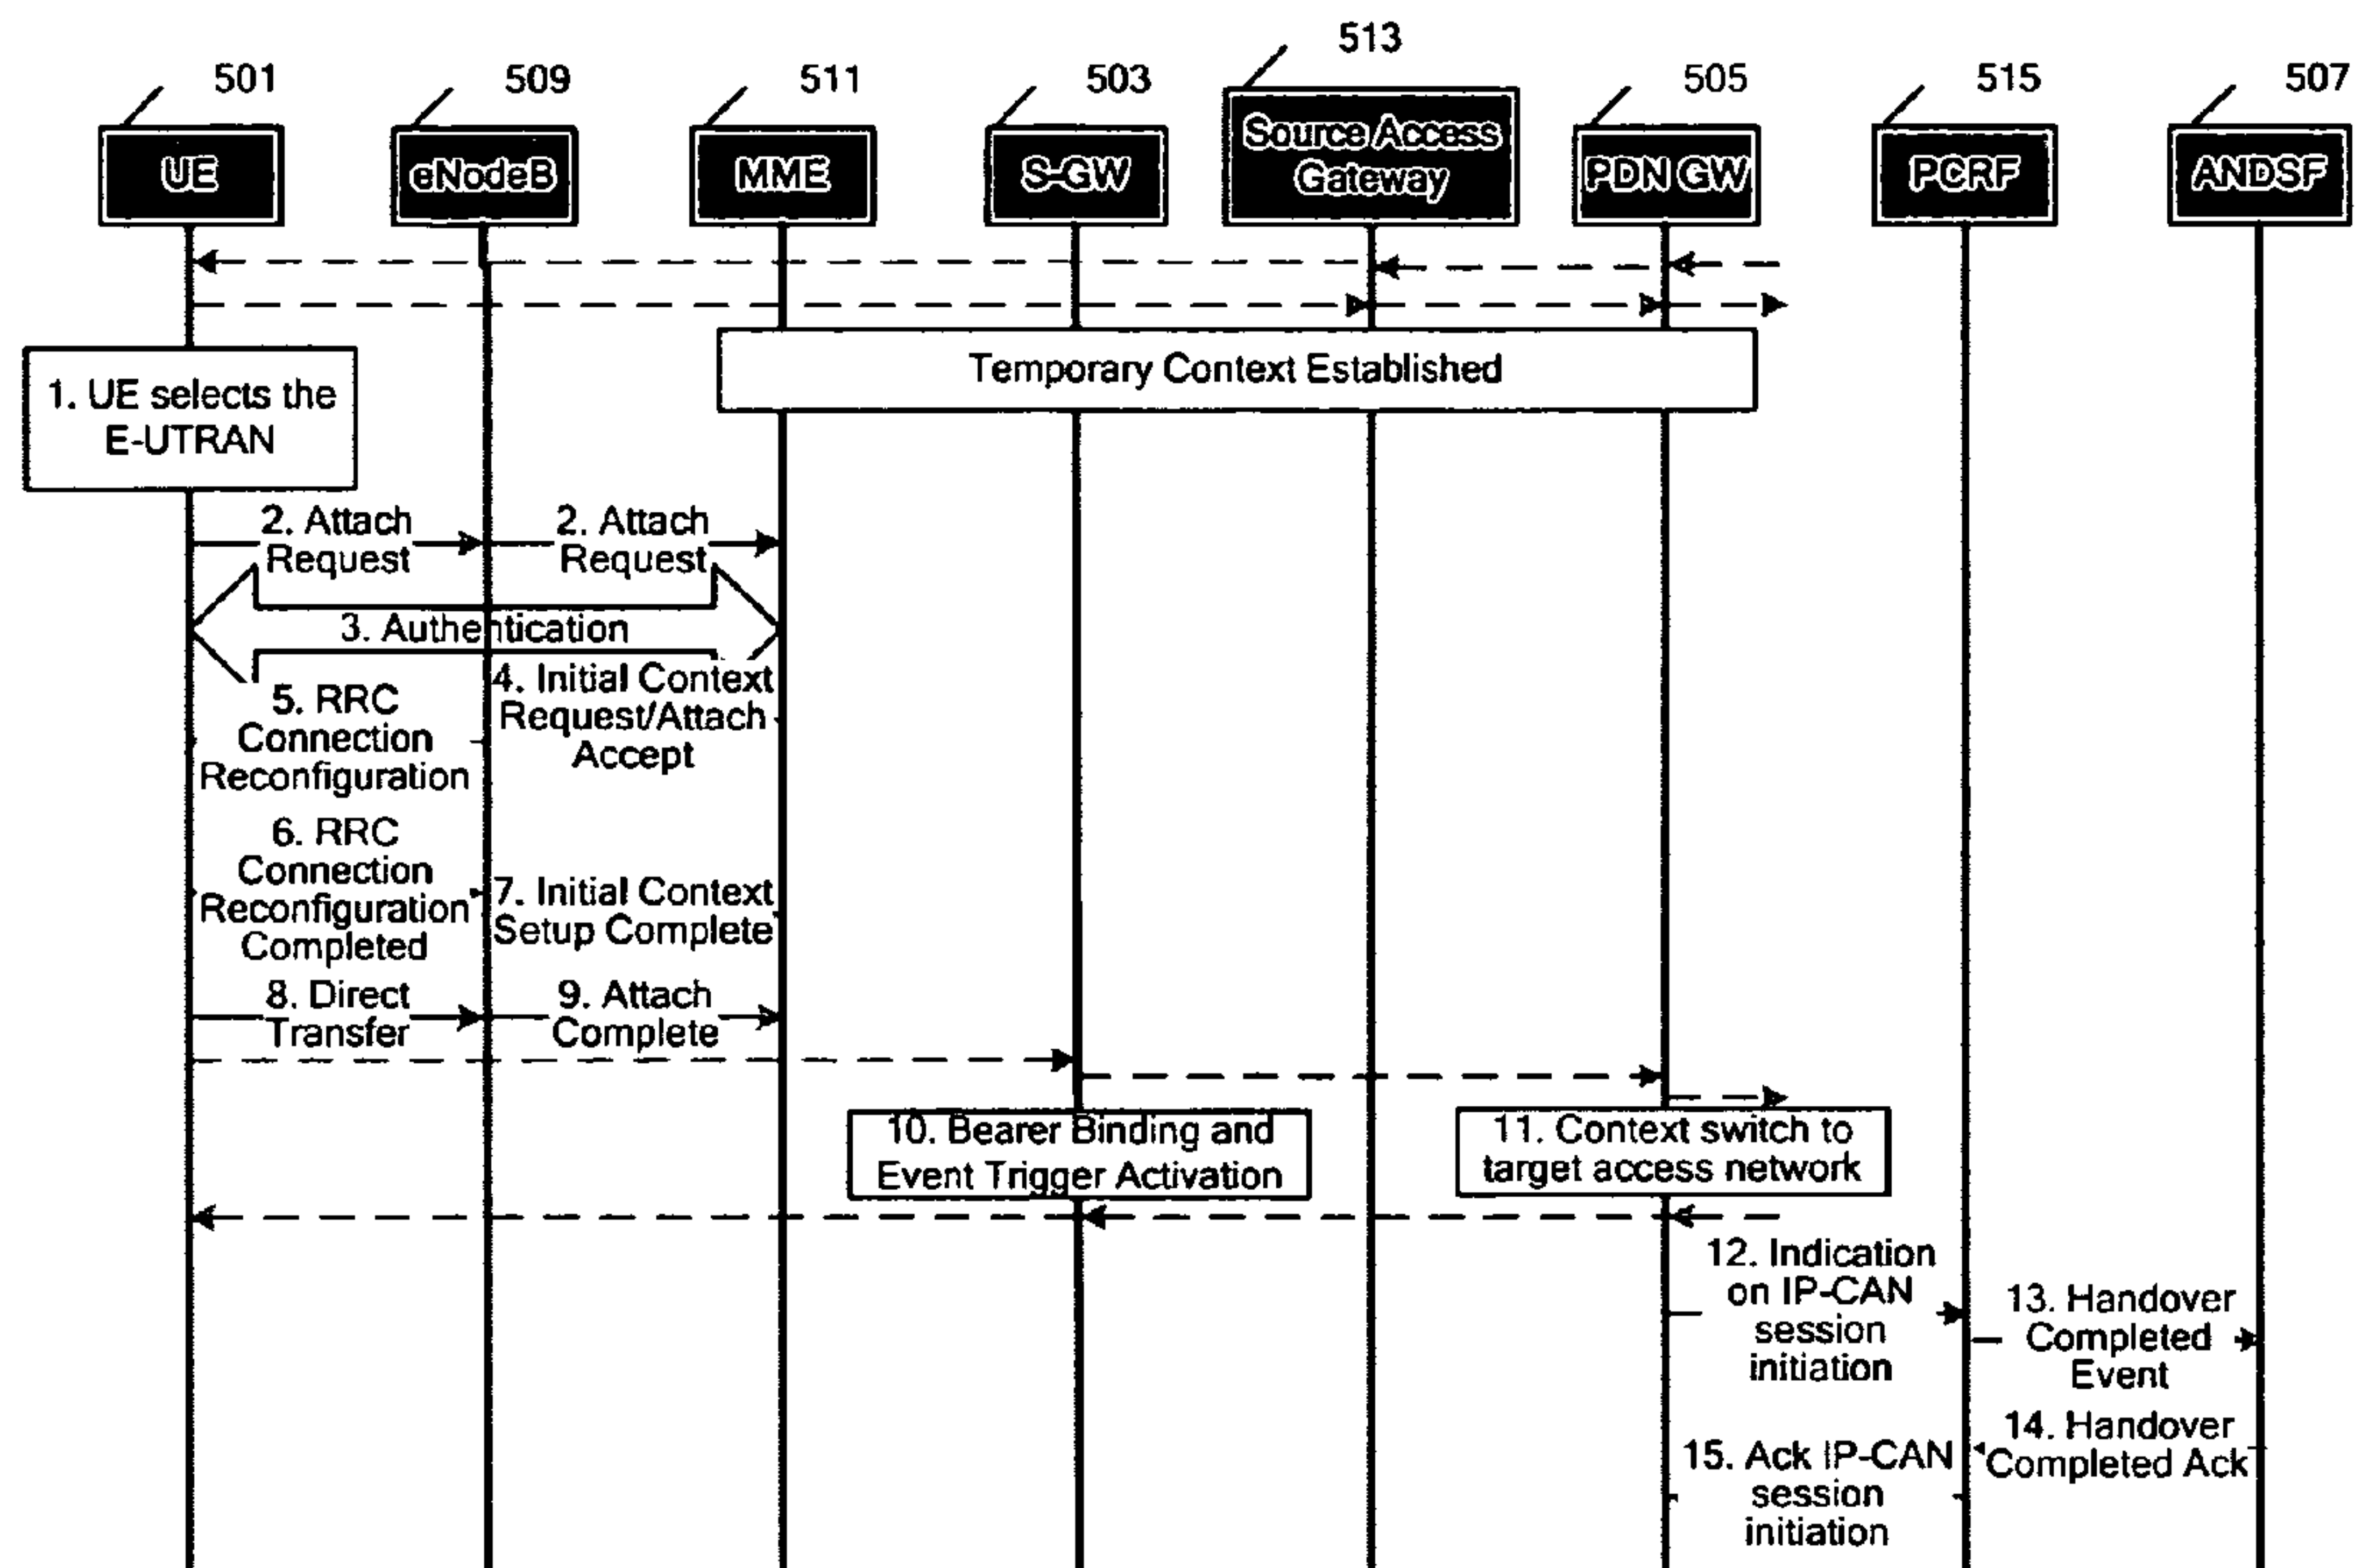 513
501
509
511
503
505
515
507
UE
eNodeB
MME
S-GW
Source Access
Gateway
PDN GW
PCRF
ANDSF
Temporary Context Established
1. UE selects the
E-UTRAN
2. Attach
Request
2. Attach
Request
3. Authentication
4. Initial Context
Request/Attach
Accept
5. RRC
Connection
Reconfiguration
6. RRC
Connection
Reconfiguration
Completed
7. Initial Context
Setup Complete
8. Direct
Transfer
9. Attach
Complete
10. Bearer Binding and
Event Trigger Activation
11. Context switch to
target access network
12. Indication
on IP-CAN
session
initiation
13. Handover
Completed
Event
14. Handover
Completed Ack
15. Ack IP-CAN
session
initiation